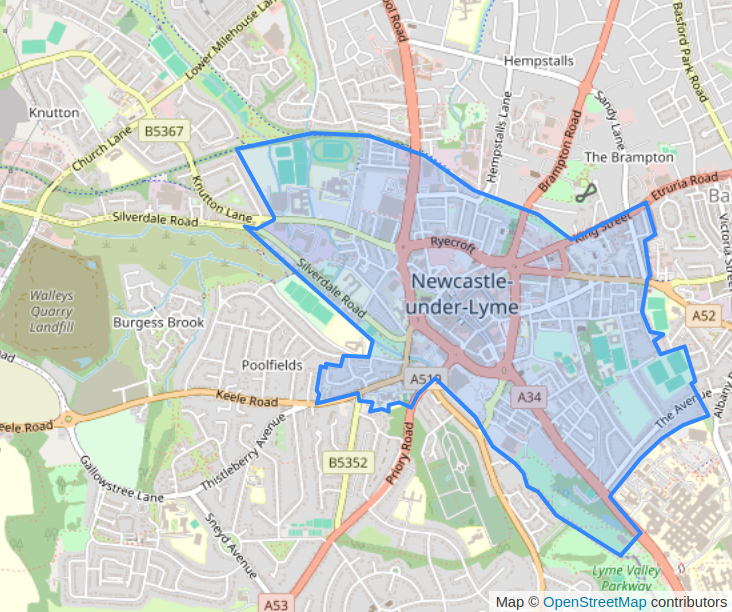 ool Road
Lower Milehouse Lan
Basford Park Road
Hempstalls
Knutton
Hempstalls Lane
Sandy Lane
B5367
Church Lane
Brampton Road
The Brampton
Knutton Lane
Etruria Road
Ba
Silverdale Road
King Street
Victoria Street
Ryecroft
Silverdale Road
Newcastle-
under-Lyme
Walleys
Quarry
Landfill
Burgess Brook
A52
Poolfields
oad
A519
Keele Road
A34
The Avenue
Albany
eele Road
Thistleberry Avenue
Priory Road
B5352
Gallowstree Lane
Sneyd Avenue
Lyme Valley
Parkway
A53
Map © OpenStreetMap contributors